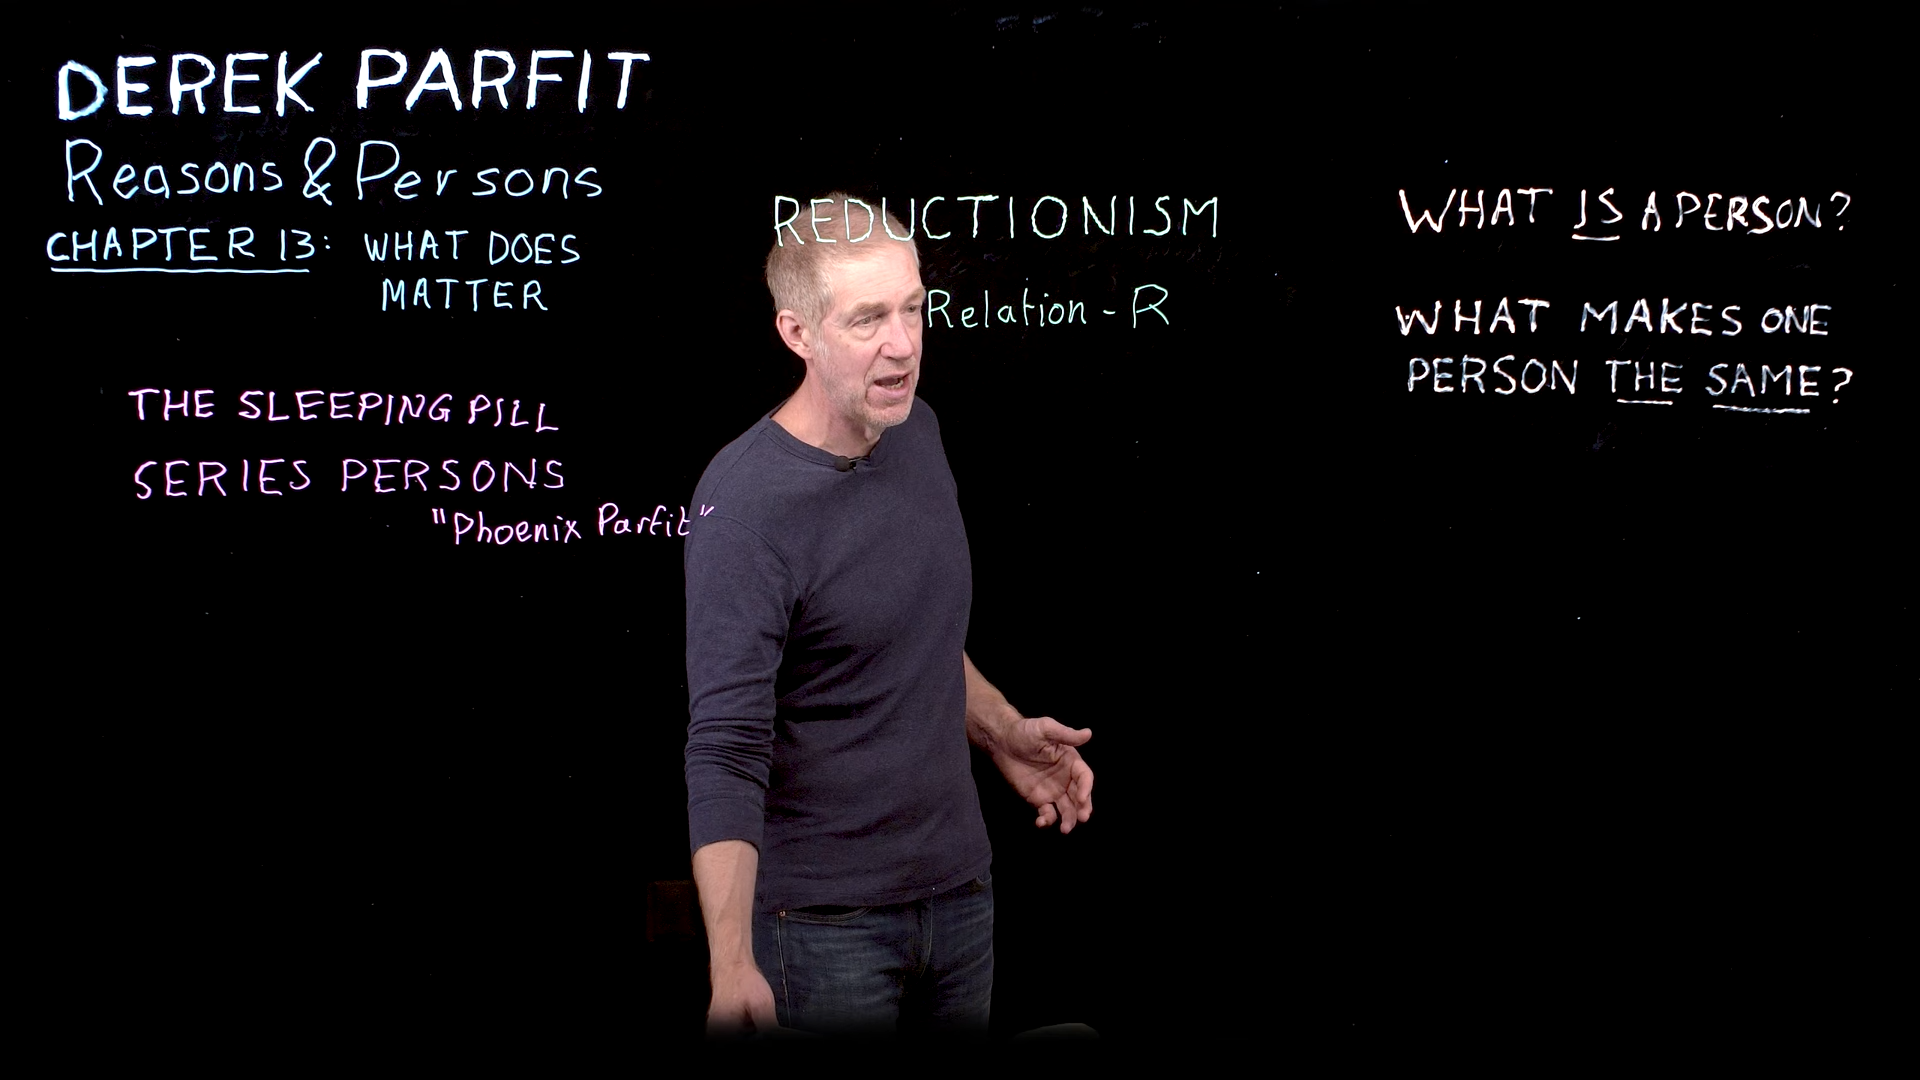 DEREK PARFIT
Reasons & Persons
CHAPTER 13: WHAT DOES
MATTER
THE SLEEPING PILL
SERIES PERSONS
"Phoenix Parfit"
REDUCTIONISM
Relation - R
WHAT IS A PERSON?
WHAT MAKES ONE
PERSON THE SAME?